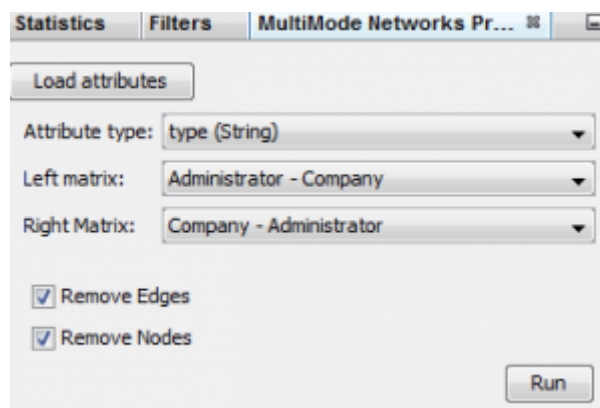 Statistics Filters MultiMode Networks Pr...
Load attributes
Attribute type: type (String)
Left matrix: Administrator - Company
Right Matrix: Company - Administrator
Remove Edges
Remove Nodes
Run